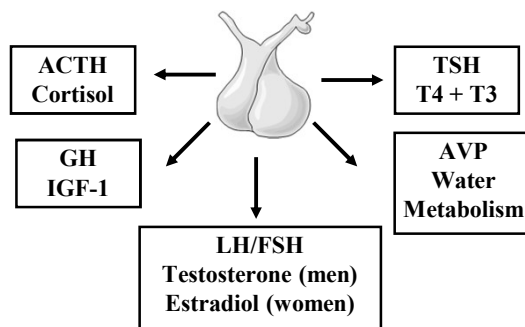 ACTH
Cortisol
TSH
T4 + T3
GH
IGF-1
AVP
Water
Metabolism
LH/FSH
Testosterone (men)
Estradiol (women)